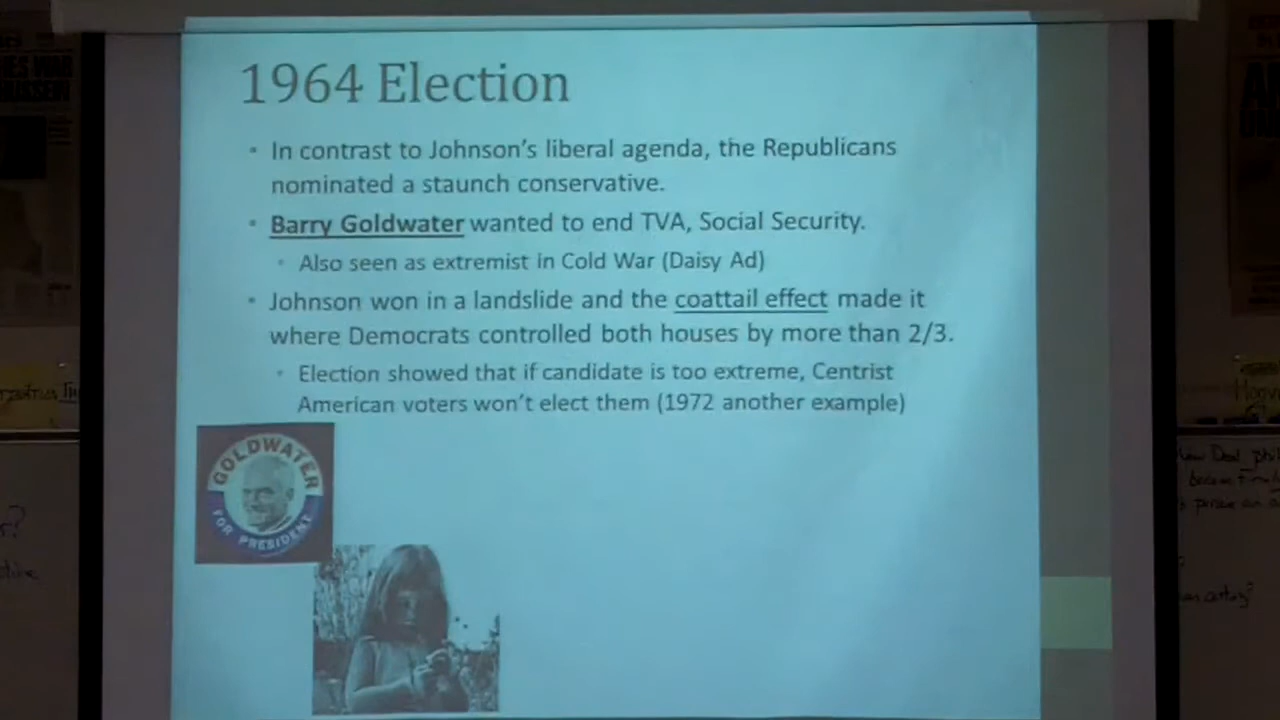 1964 Election
• In contrast to Johnson's liberal agenda, the Republicans
nominated a staunch conservative.
• Barry Goldwater wanted to end TVA, Social Security.
• Also seen as extremist in Cold War (Daisy Ad)
• Johnson won in a landslide and the coattail effect made it
where Democrats controlled both houses by more than 2/3.
• Election showed that if candidate is too extreme, Centrist
American voters won't elect them (1972 another example)
GOLDWATER
FOR PRESIDENT